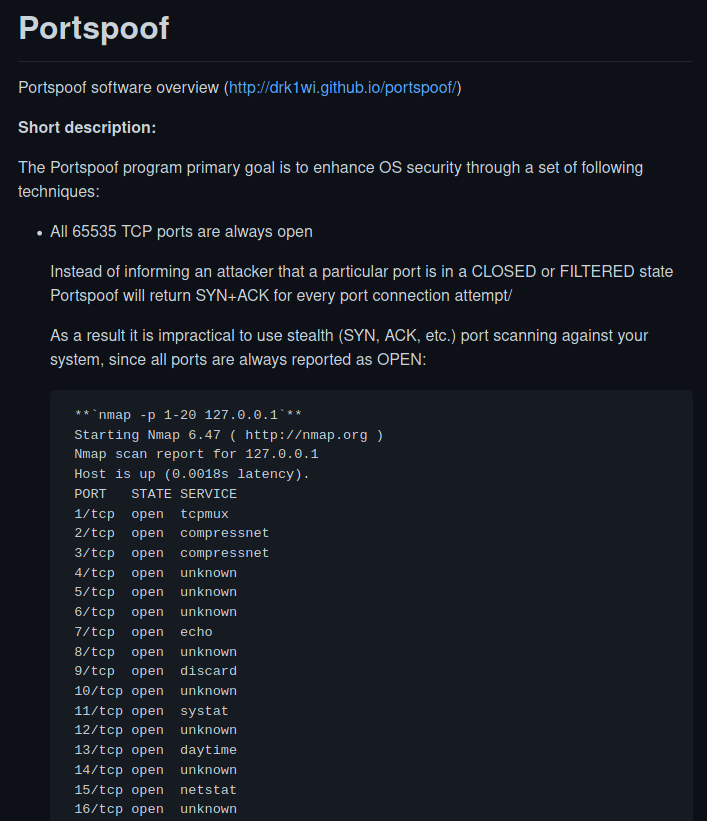 Portspoof
Portspoof software overview (http://drk1wi.github.io/portspoof/)
Short description:
The Portspoof program primary goal is to enhance OS security through a set of following
techniques:
• All 65535 TCP ports are always open
Instead of informing an attacker that a particular port is in a CLOSED or FILTERED state
Portspoof will return SYN+ACK for every port connection attempt/
As a result it is impractical to use stealth (SYN, ACK, etc.) port scanning against your
system, since all ports are always reported as OPEN:
**`nmap -p 1-20 127.0.0.1`**
Starting Nmap 6.47 ( http://nmap.org )
Nmap scan report for 127.0.0.1
Host is up (0.0018s latency).
PORT   STATE SERVICE
1/tcp  open  tcpmux
2/tcp  open  compressnet
3/tcp  open  compressnet
4/tcp  open  unknown
5/tcp  open  unknown
6/tcp  open  unknown
7/tcp  open  echo
8/tcp  open  unknown
9/tcp  open  discard
10/tcp open  unknown
11/tcp open  systat
12/tcp open  unknown
13/tcp open  daytime
14/tcp open  unknown
15/tcp open  netstat
16/tcp open  unknown